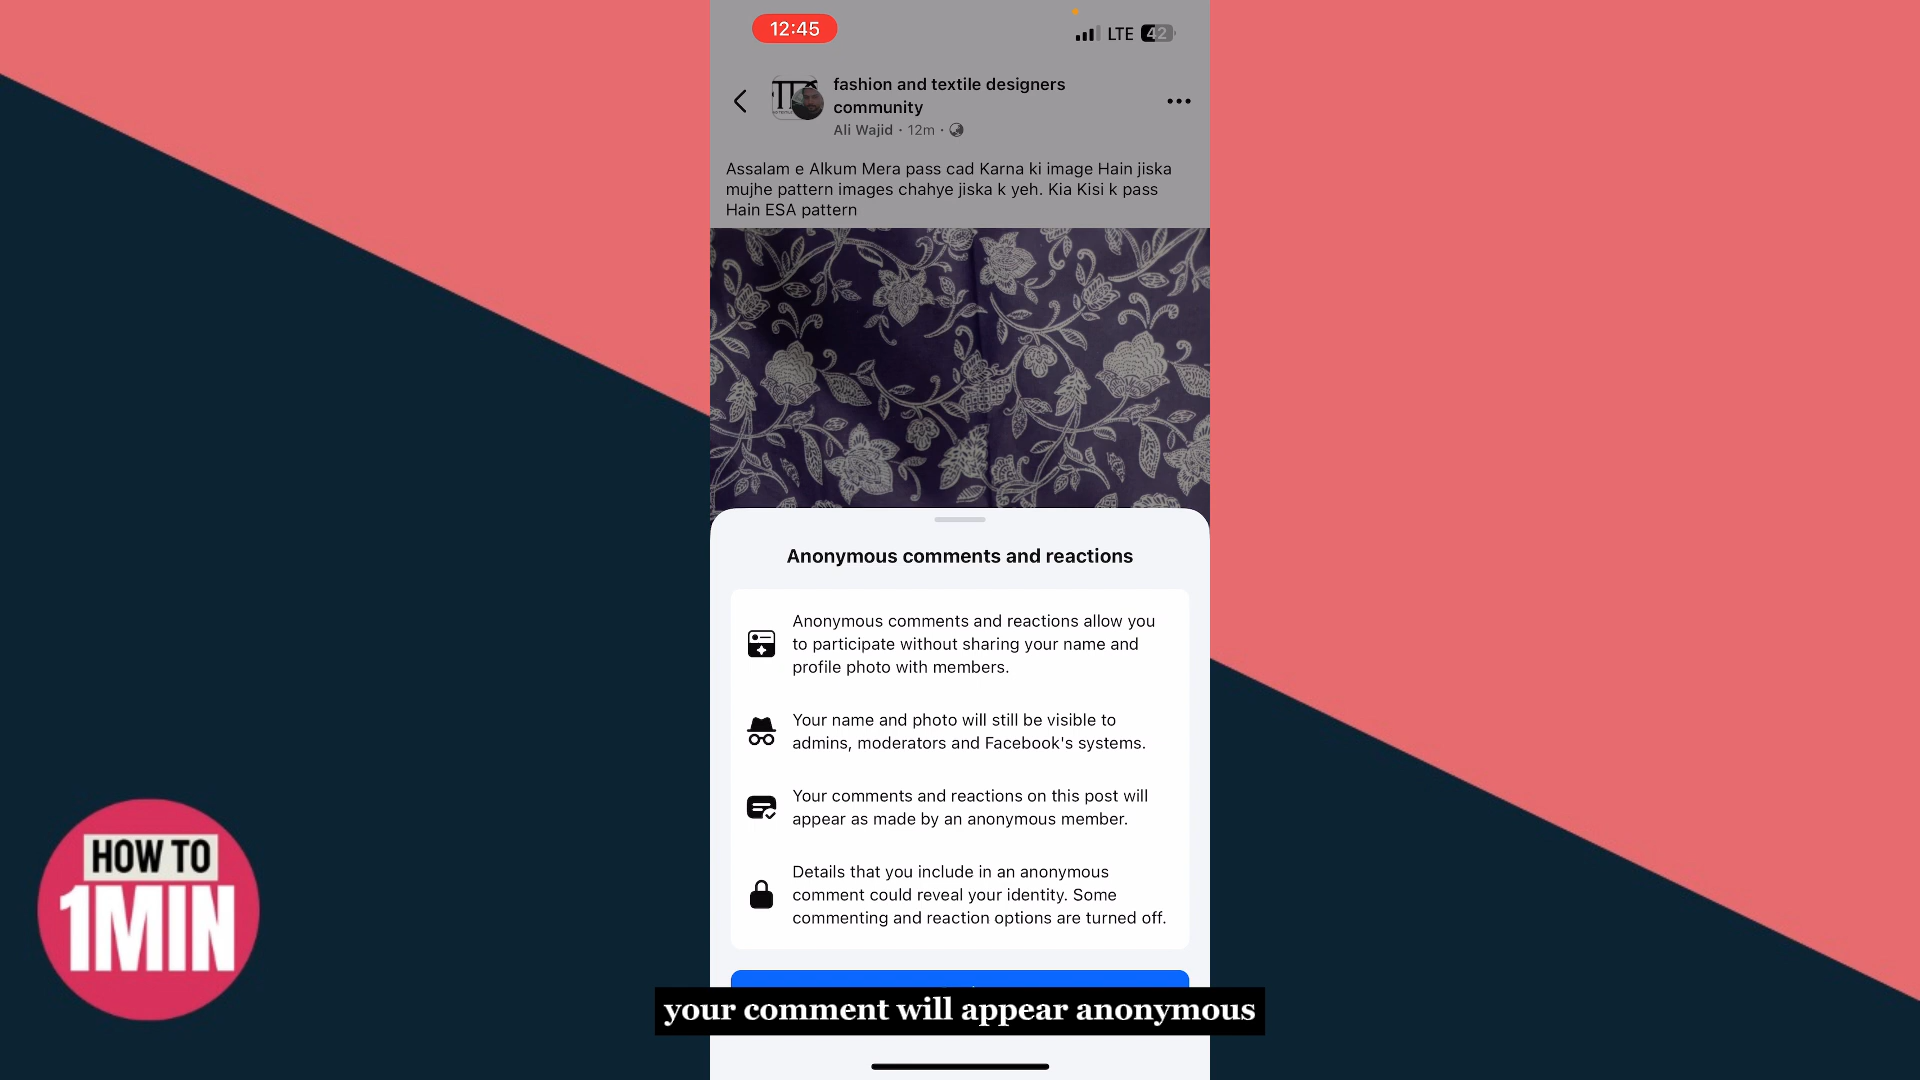 12:45
LTE 42
fashion and textile designers
community
Ali Wajid · 12m ·
Assalam e Alkum Mera pass cad Karna ki image Hain jiska
mujhe pattern images chahye jiska k yeh. Kia Kisi k pass
Hain ESA pattern
Anonymous comments and reactions
Anonymous comments and reactions allow you
to participate without sharing your name and
profile photo with members.
Your name and photo will still be visible to
admins, moderators and Facebook's systems.
Your comments and reactions on this post will
appear as made by an anonymous member.
Details that you include in an anonymous
comment could reveal your identity. Some
commenting and reaction options are turned off.
your comment will appear anonymous
HOW TO
1MIN